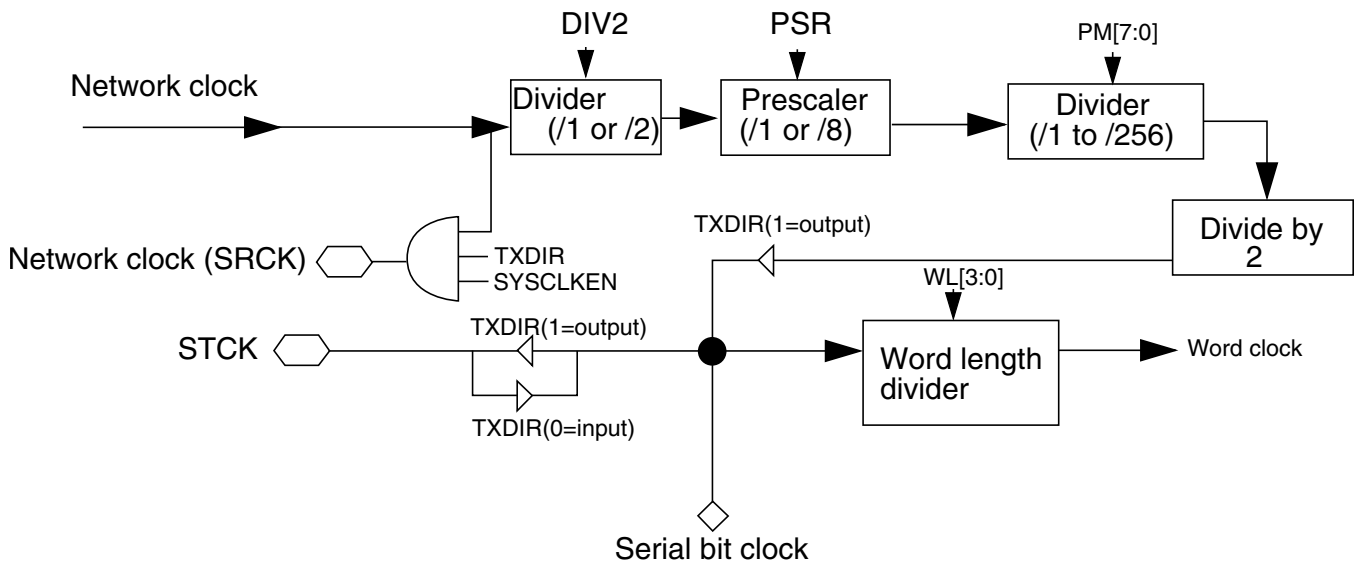 DIV2
PSR
PM[7:0]
Network clock
Divider
(/1 or /2)
Prescaler
(/1 or /8)
Divider
(/1 to /256)
TXDIR(1=output)
Divide by
2
Network clock (SRCK)
TXDIR
SYSCLKEN
WL[3:0]
TXDIR(1=output)
STCK
Word length
divider
Word clock
TXDIR(0=input)
Serial bit clock